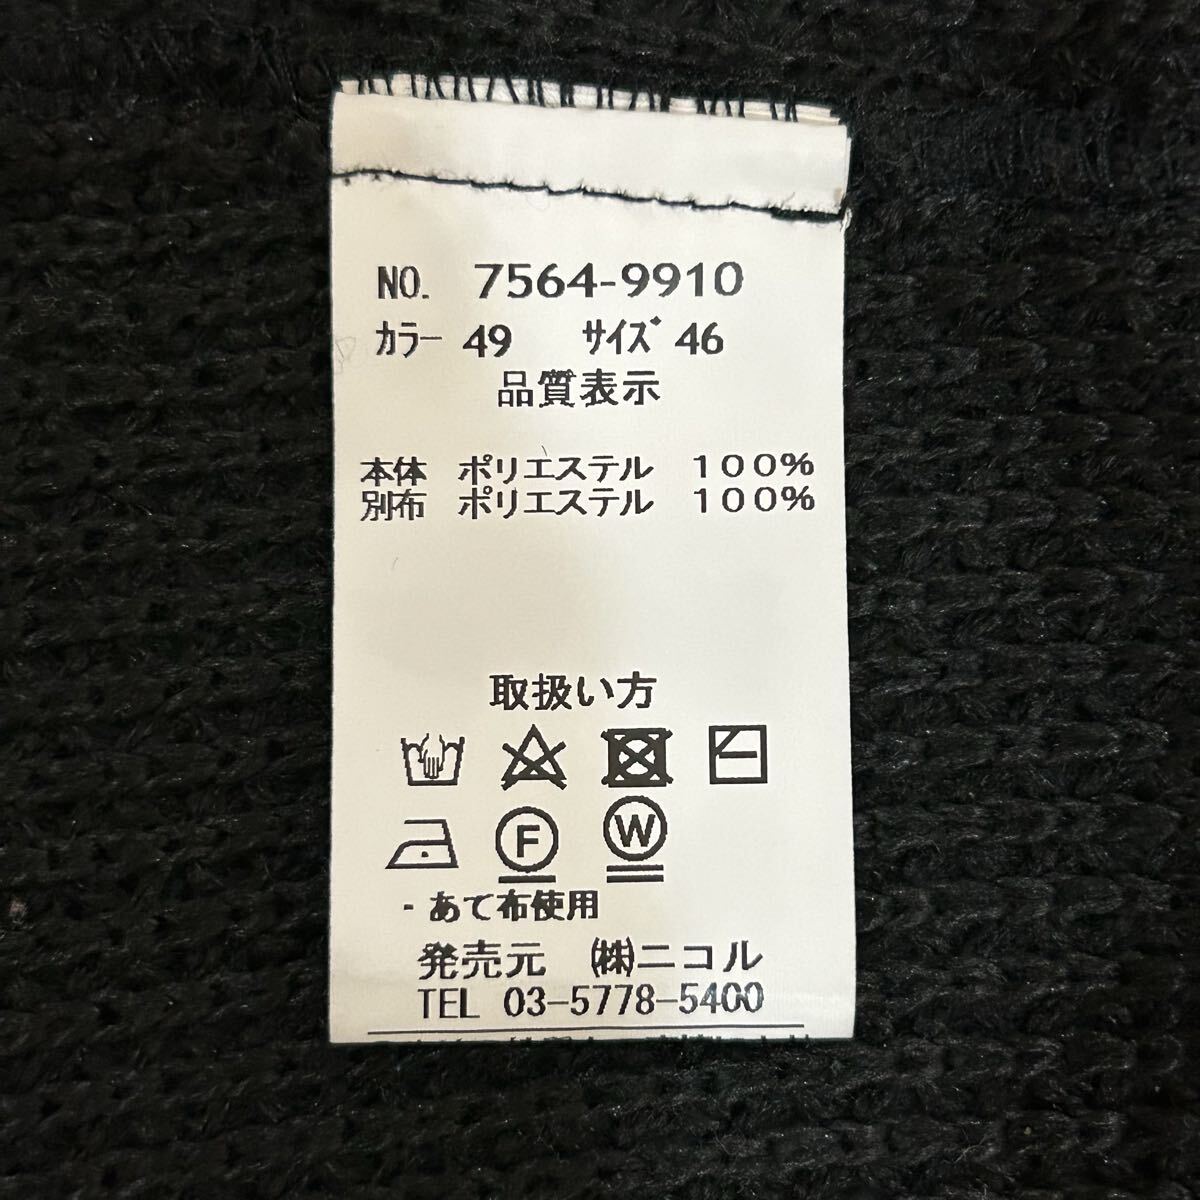 NO. 7564-9910
カラー 49 サイズ 46
品質表示
本体 ポリエステル 100%
別布 ポリエステル 100%
取扱い方
F W
・あて布使用
発売元 ㈱ニコル
TEL 03-5778-5400